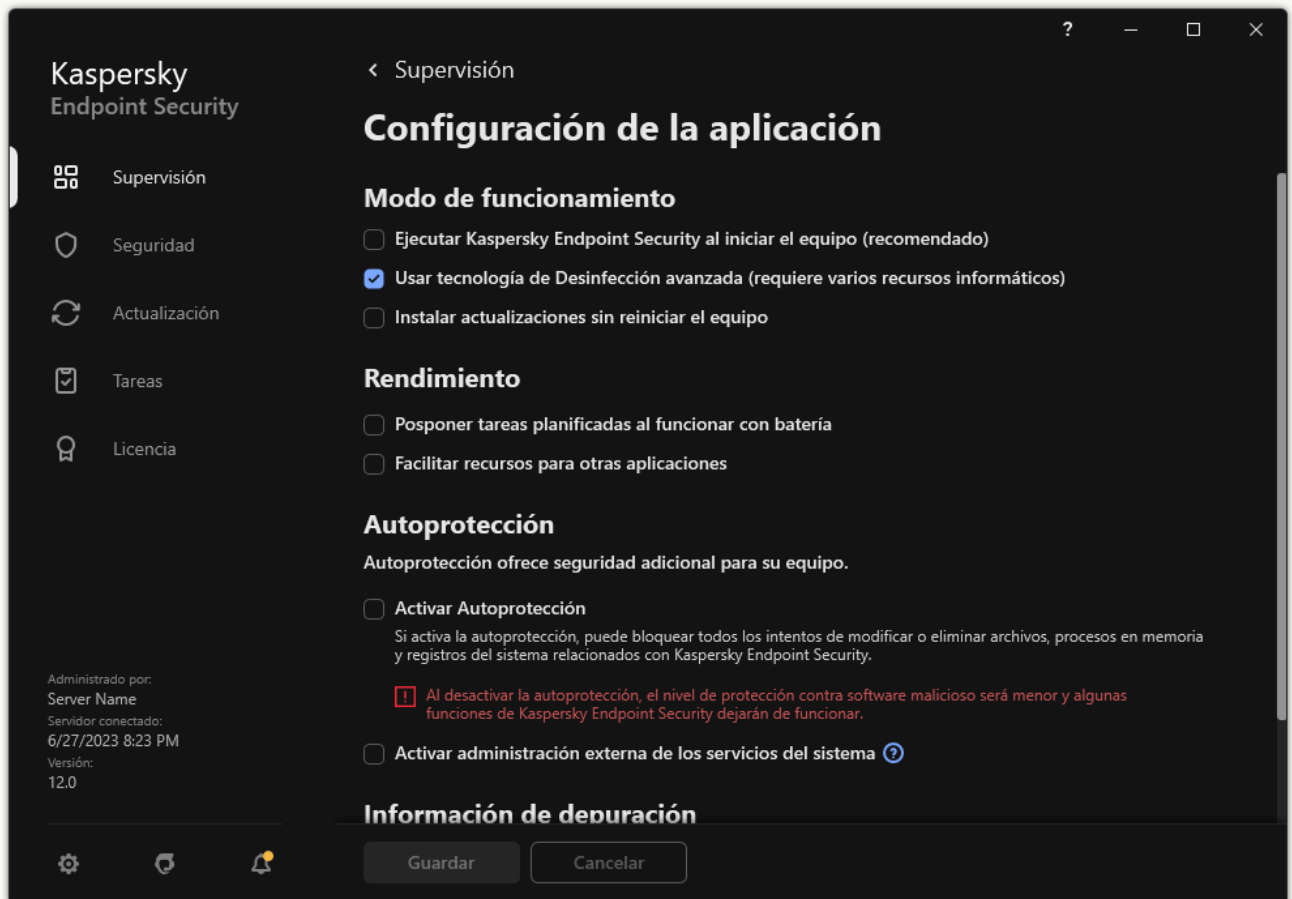 ?
Kaspersky
Endpoint Security
Supervisión
Seguridad
Actualización
Tareas
Licencia
Administrado por:
Server Name
Servidor conectado:
6/27/2023 8:23 PM
Versión:
12.0
Supervisión
Configuración de la aplicación
Modo de funcionamiento
Ejecutar Kaspersky Endpoint Security al iniciar el equipo (recomendado)
Usar tecnología de Desinfección avanzada (requiere varios recursos informáticos)
Instalar actualizaciones sin reiniciar el equipo
Rendimiento
Posponer tareas planificadas al funcionar con batería
Facilitar recursos para otras aplicaciones
Autoprotección
Autoprotección ofrece seguridad adicional para su equipo.
Activar Autoprotección
Si activa la autoprotección, puede bloquear todos los intentos de modificar o eliminar archivos, procesos en memoria
y registros del sistema relacionados con Kaspersky Endpoint Security.
Al desactivar la autoprotección, el nivel de protección contra software malicioso será menor y algunas
funciones de Kaspersky Endpoint Security dejarán de funcionar.
Activar administración externa de los servicios del sistema ?
Información de depuración
Guardar
Cancelar